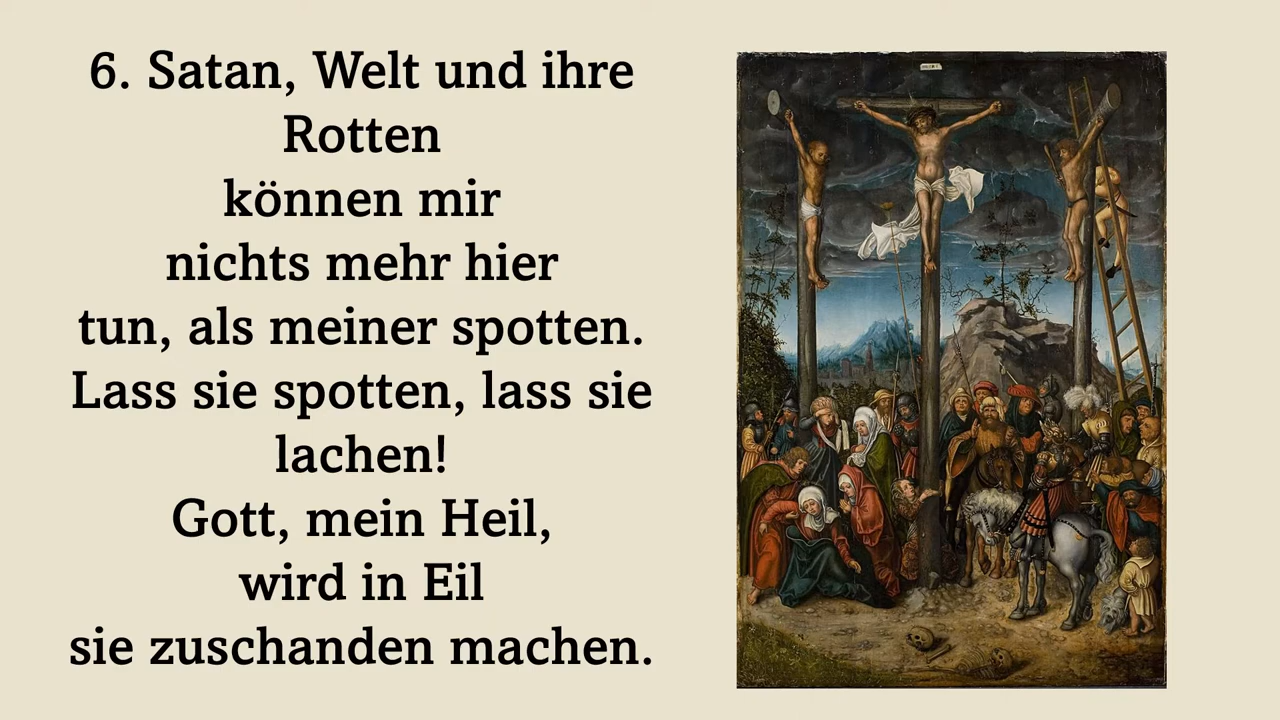 6. Satan, Welt und ihre
Rotten
können mir
nichts mehr hier
tun, als meiner spotten.
Lass sie spotten, lass sie
lachen!
Gott, mein Heil,
wird in Eil
sie zuschanden machen.